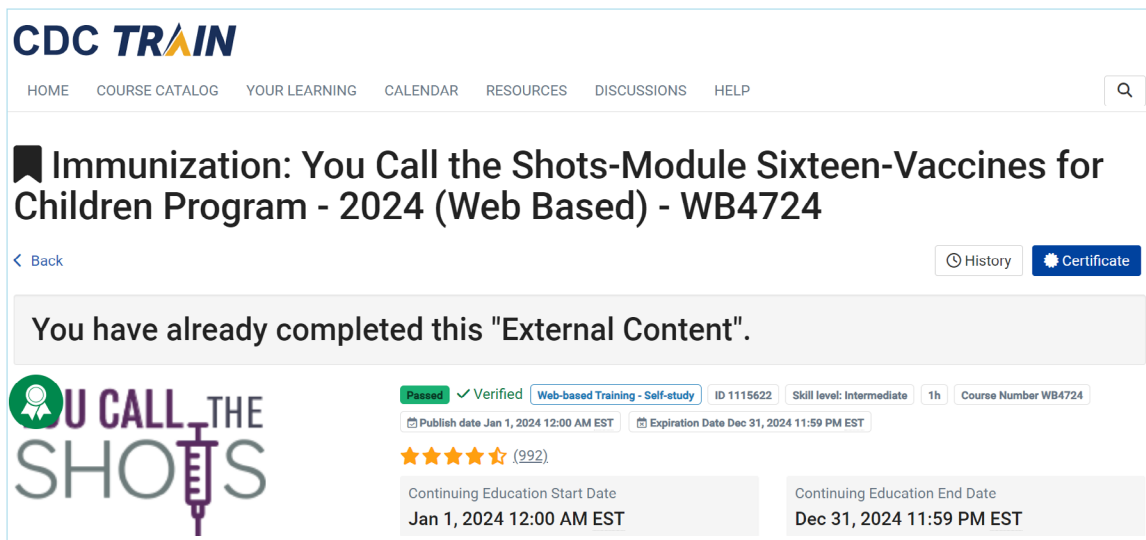 CDC TRAIN
HOME COURSE CATALOG YOUR LEARNING CALENDAR RESOURCES DISCUSSIONS HELP
Immunization: You Call the Shots-Module Sixteen-Vaccines for
Children Program - 2024 (Web Based) - WB4724
Back
History
Certificate
You have already completed this "External Content".
YOU CALL THE
SHOTS
Passed Verified Web-based Training - Self-study ID 1115622 Skill level: Intermediate 1h Course Number WB4724
Publish date Jan 1, 2024 12:00 AM EST Expiration Date Dec 31, 2024 11:59 PM EST
(992)
Continuing Education Start Date
Jan 1, 2024 12:00 AM EST
Continuing Education End Date
Dec 31, 2024 11:59 PM EST